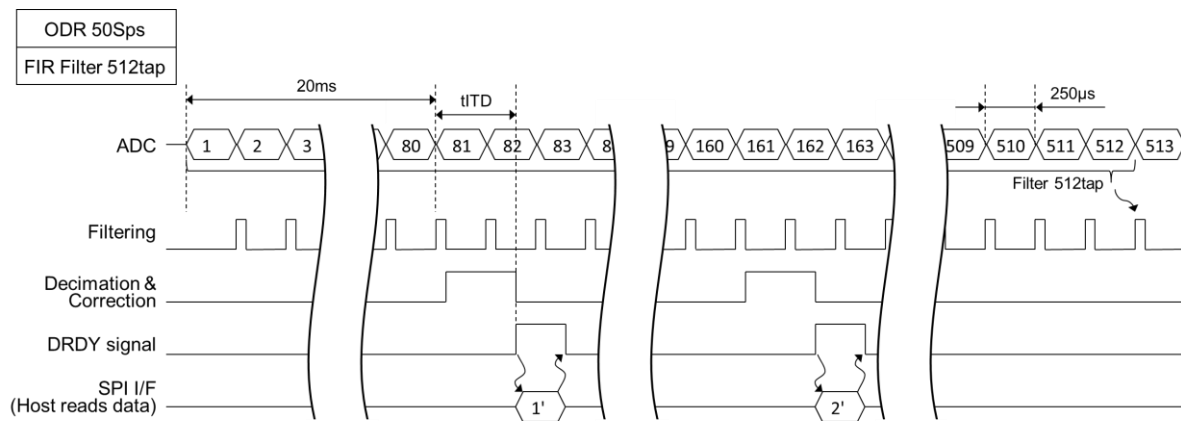 ODR 50Sps
FIR Filter 512tap
20ms
tITD
250µs
ADC
1 2 3 80 81 82 83 8 9 160 161 162 163 509 510 511 512 513
Filter 512tap
Filtering
Decimation &
Correction
DRDY signal
SPI I/F
(Host reads data)
1' 2'